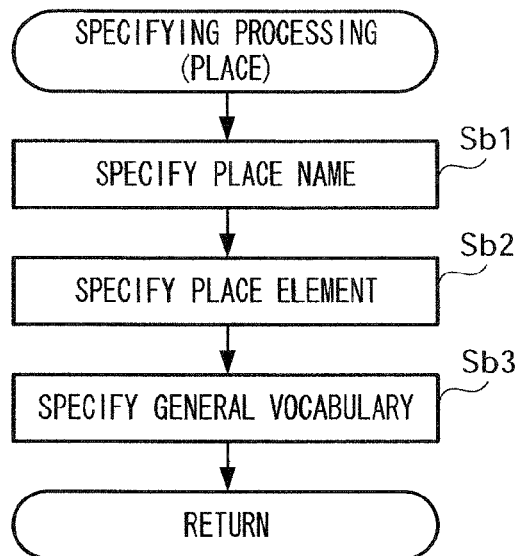 SPECIFYING PROCESSING
(PLACE)
Sb1
SPECIFY PLACE NAME
Sb2
SPECIFY PLACE ELEMENT
Sb3
SPECIFY GENERAL VOCABULARY
RETURN